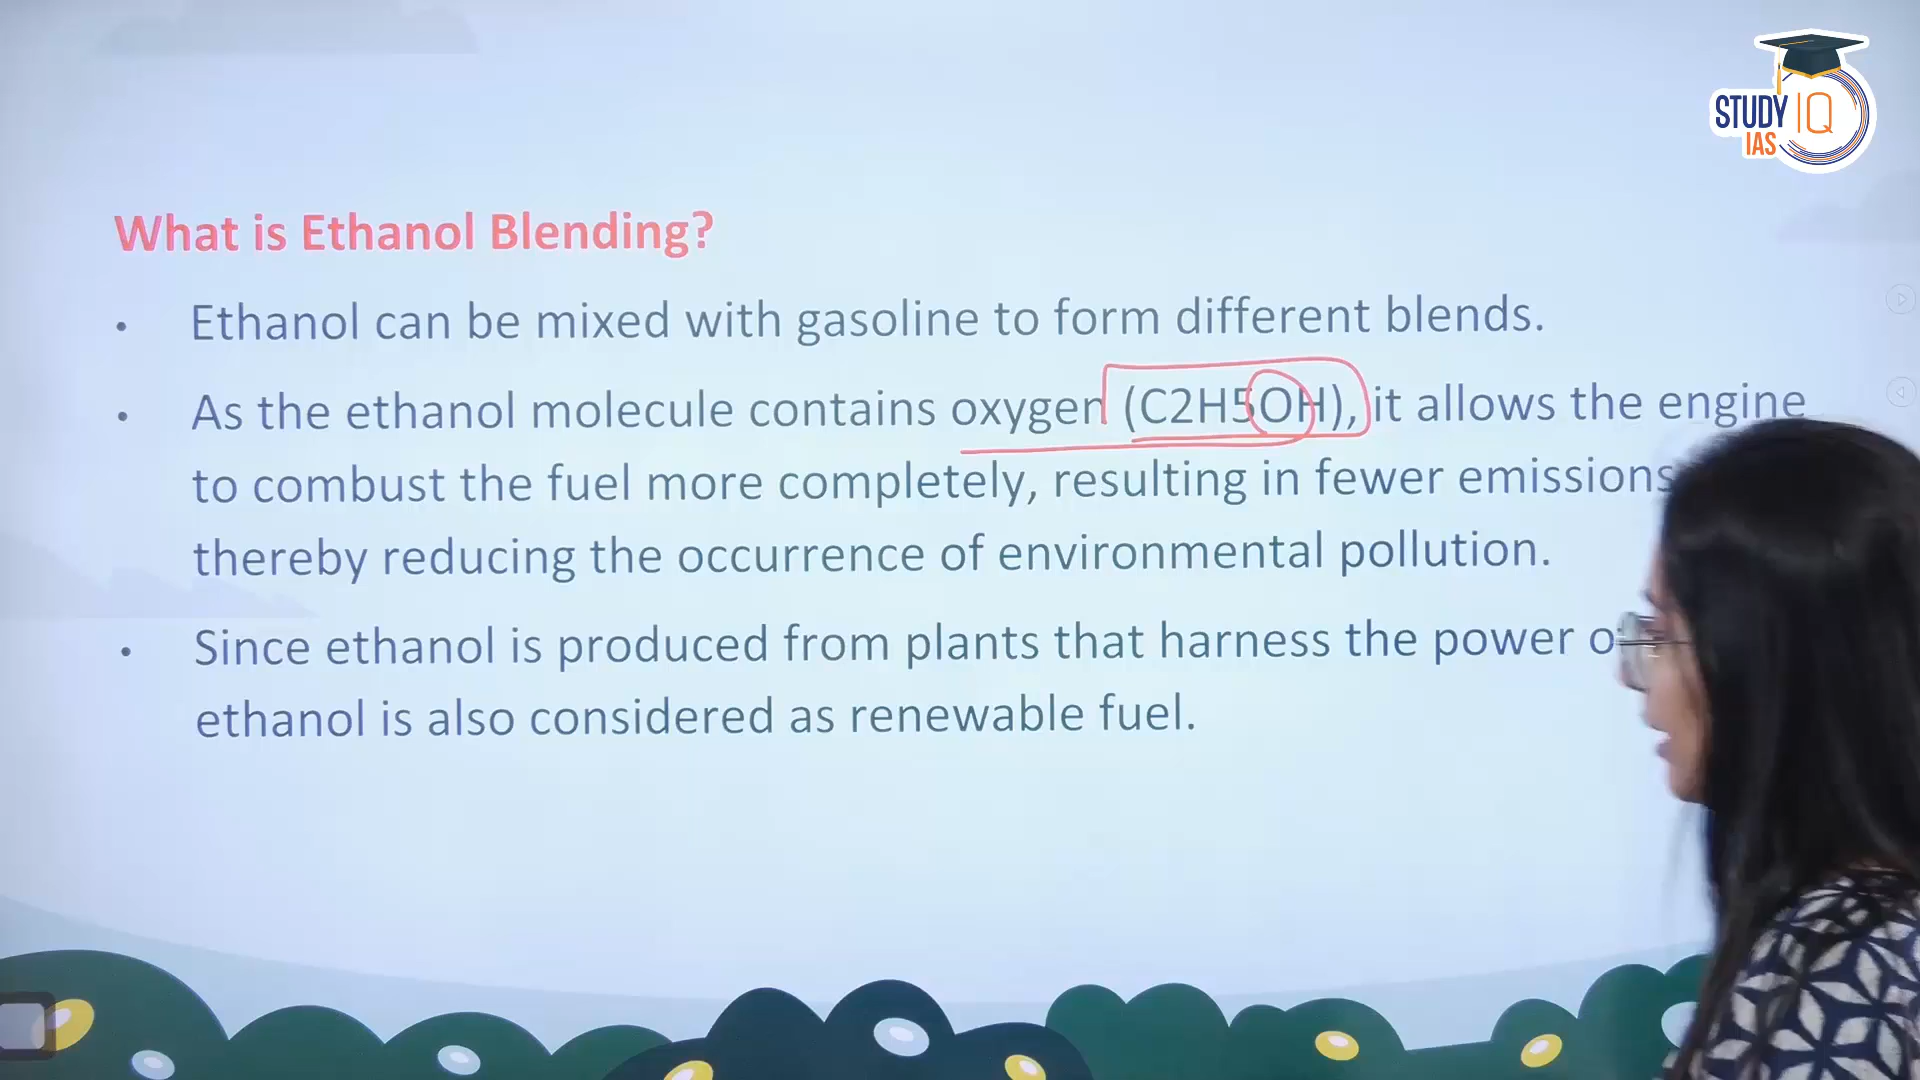 STUDY IQ
IAS
What is Ethanol Blending?
• Ethanol can be mixed with gasoline to form different blends.
• As the ethanol molecule contains oxygen (C2H5OH), it allows the engine
to combust the fuel more completely, resulting in fewer emissions
thereby reducing the occurrence of environmental pollution.
• Since ethanol is produced from plants that harness the power
ethanol is also considered as renewable fuel.